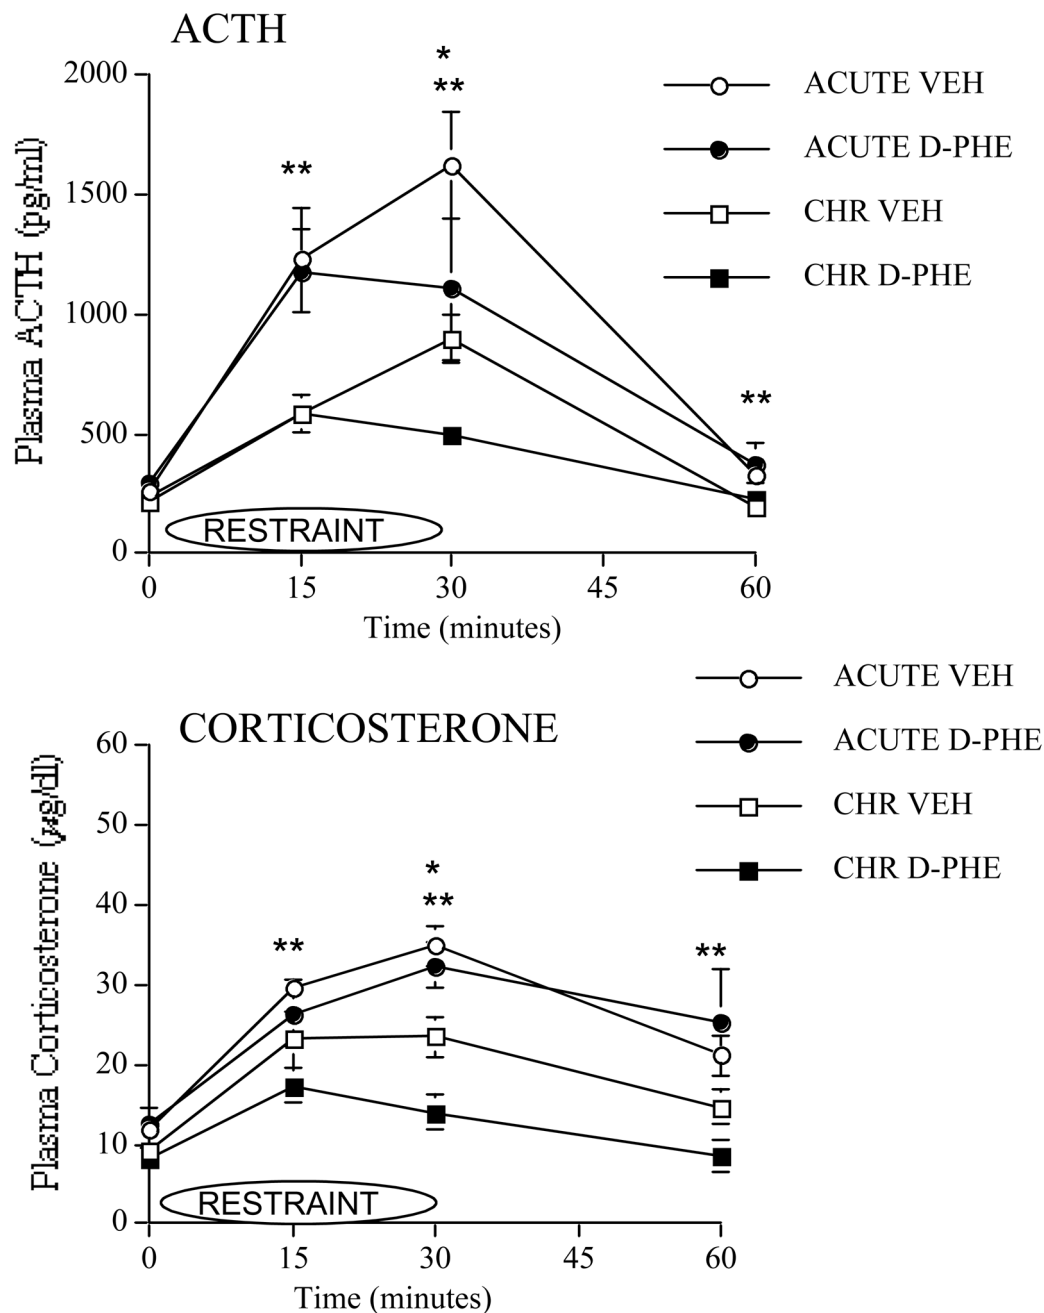 ACTH
*
**
**
**
2000
1500
1000
500
0
Plasma ACTH (pg/ml)
ACUTE VEH
ACUTE D-PHE
CHR VEH
CHR D-PHE
RESTRAINT
0 15 30 45 60
Time (minutes)
CORTICOSTERONE
ACUTE VEH
ACUTE D-PHE
CHR VEH
CHR D-PHE
*
**
**
**
60
50
40
30
20
10
0
Plasma Corticosterone (µg/dl)
RESTRAINT
0 15 30 45 60
Time (minutes)